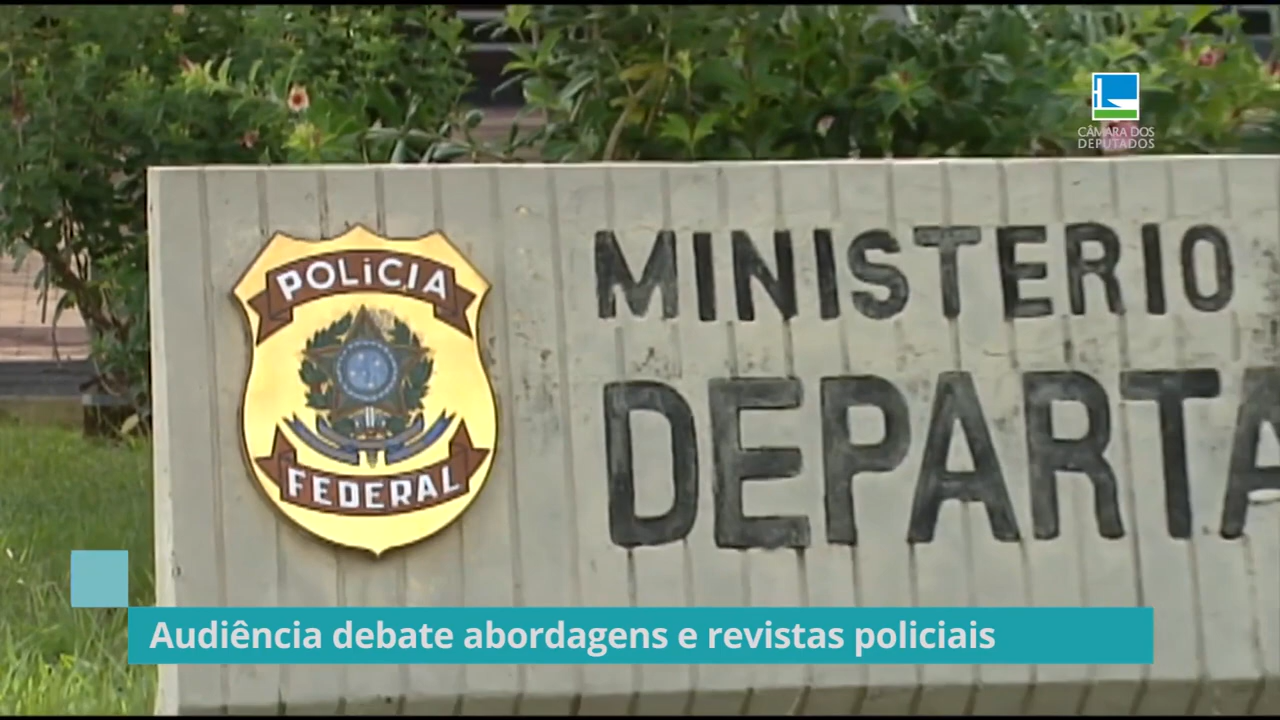 CÂMARA DOS
DEPUTADOS
POLÍCIA
FEDERAL
MINISTERIO
DEPARTA
Audiência debate abordagens e revistas policiais